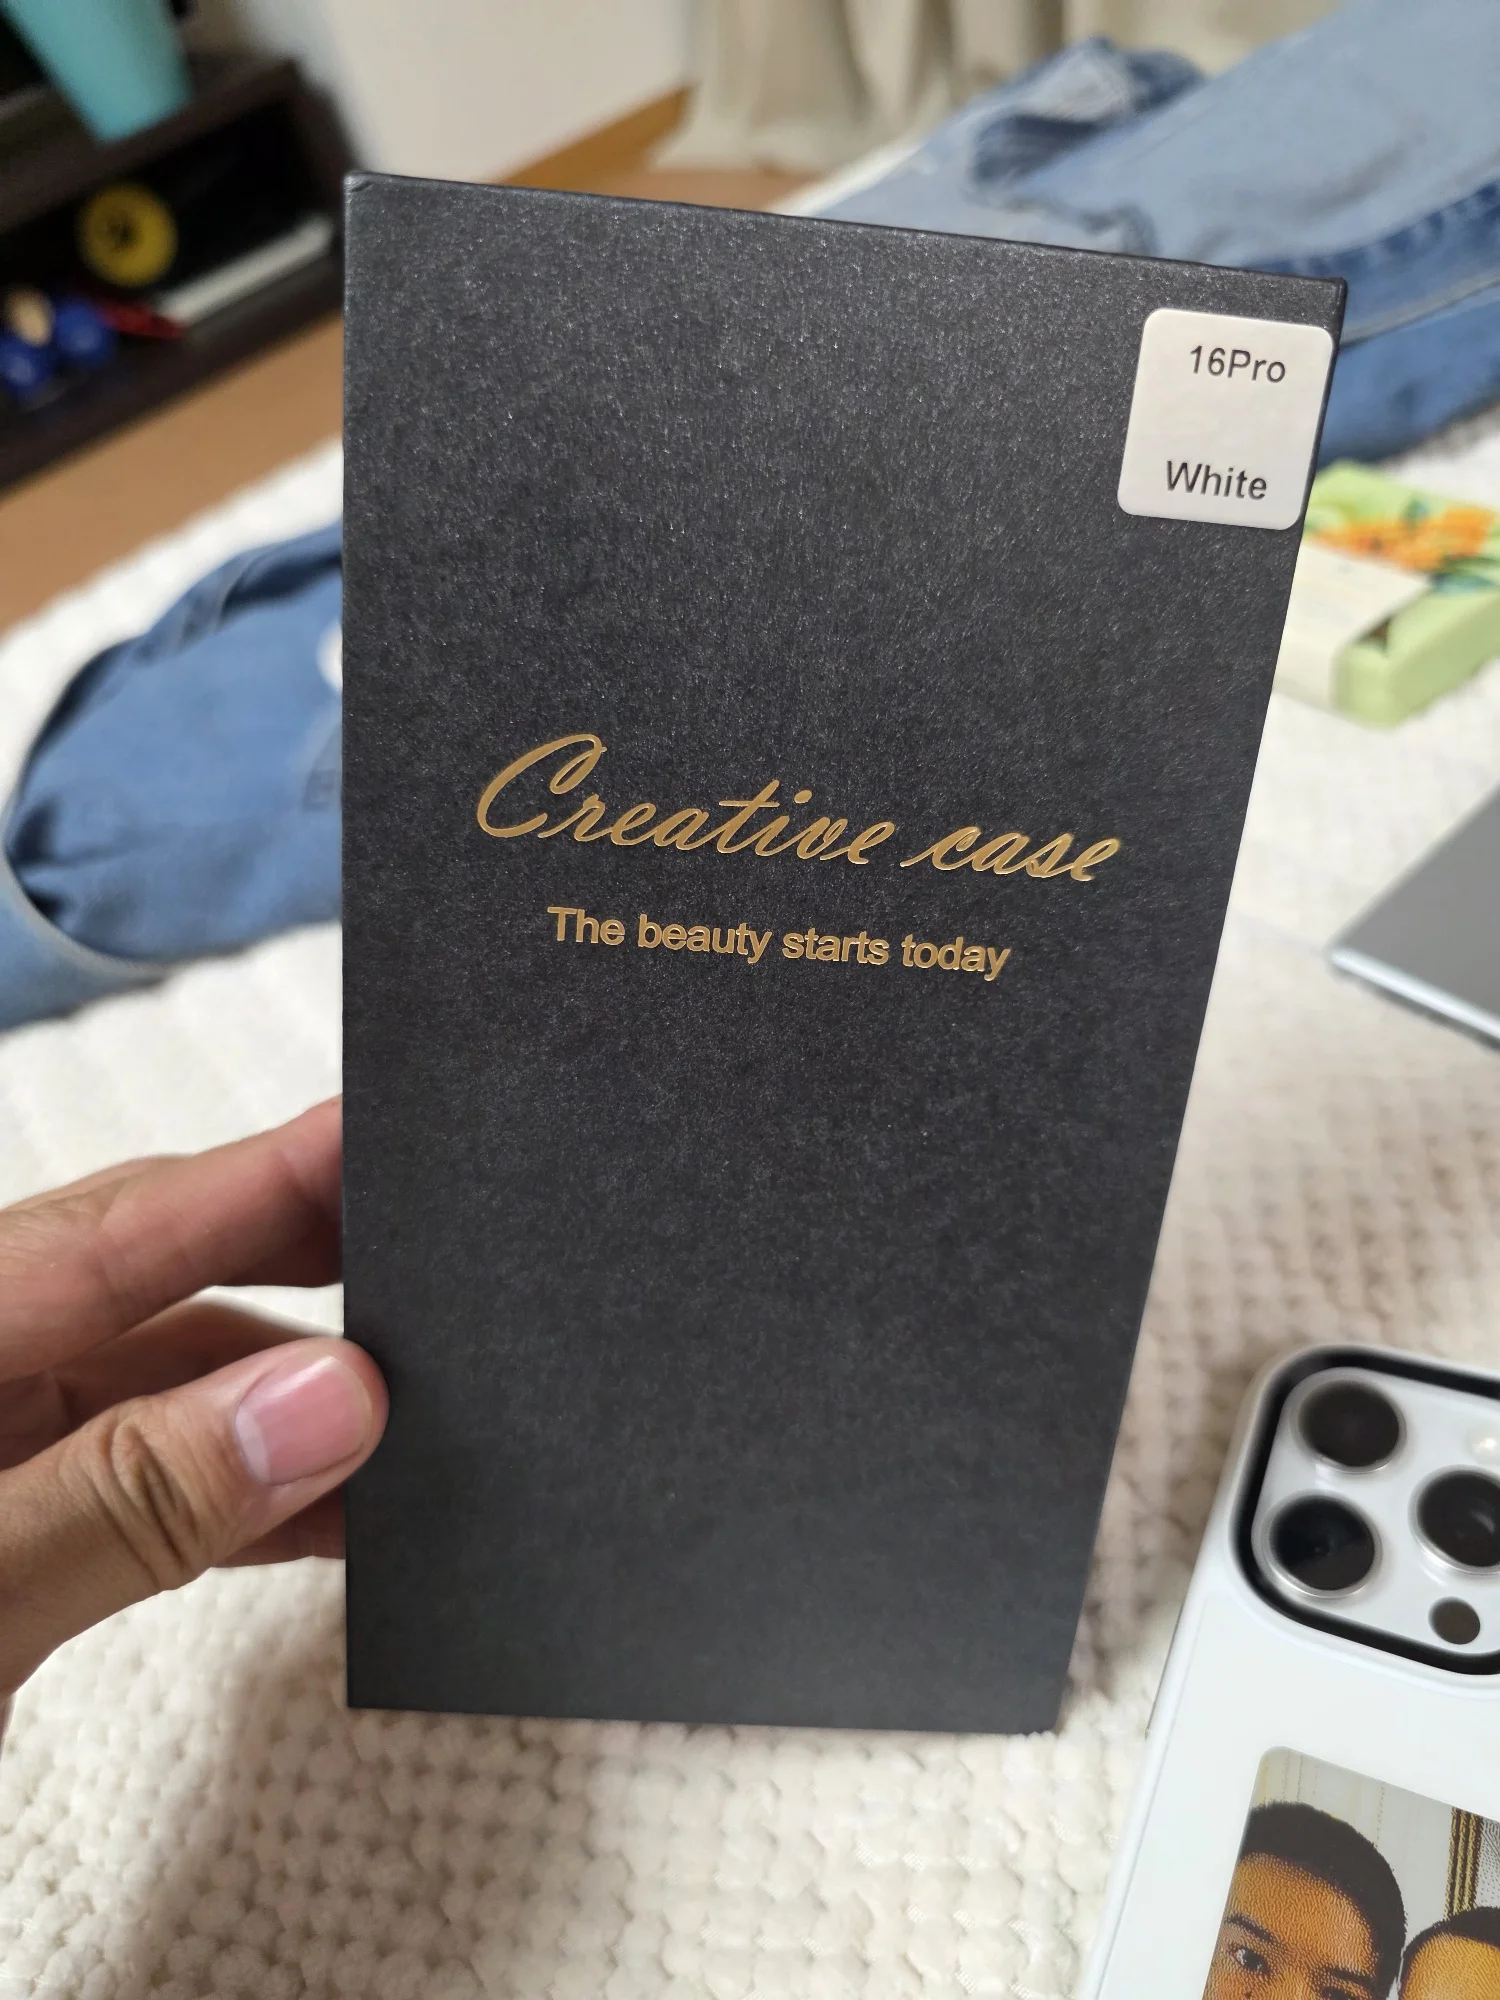 16Pro
White
Creative case
The beauty starts today